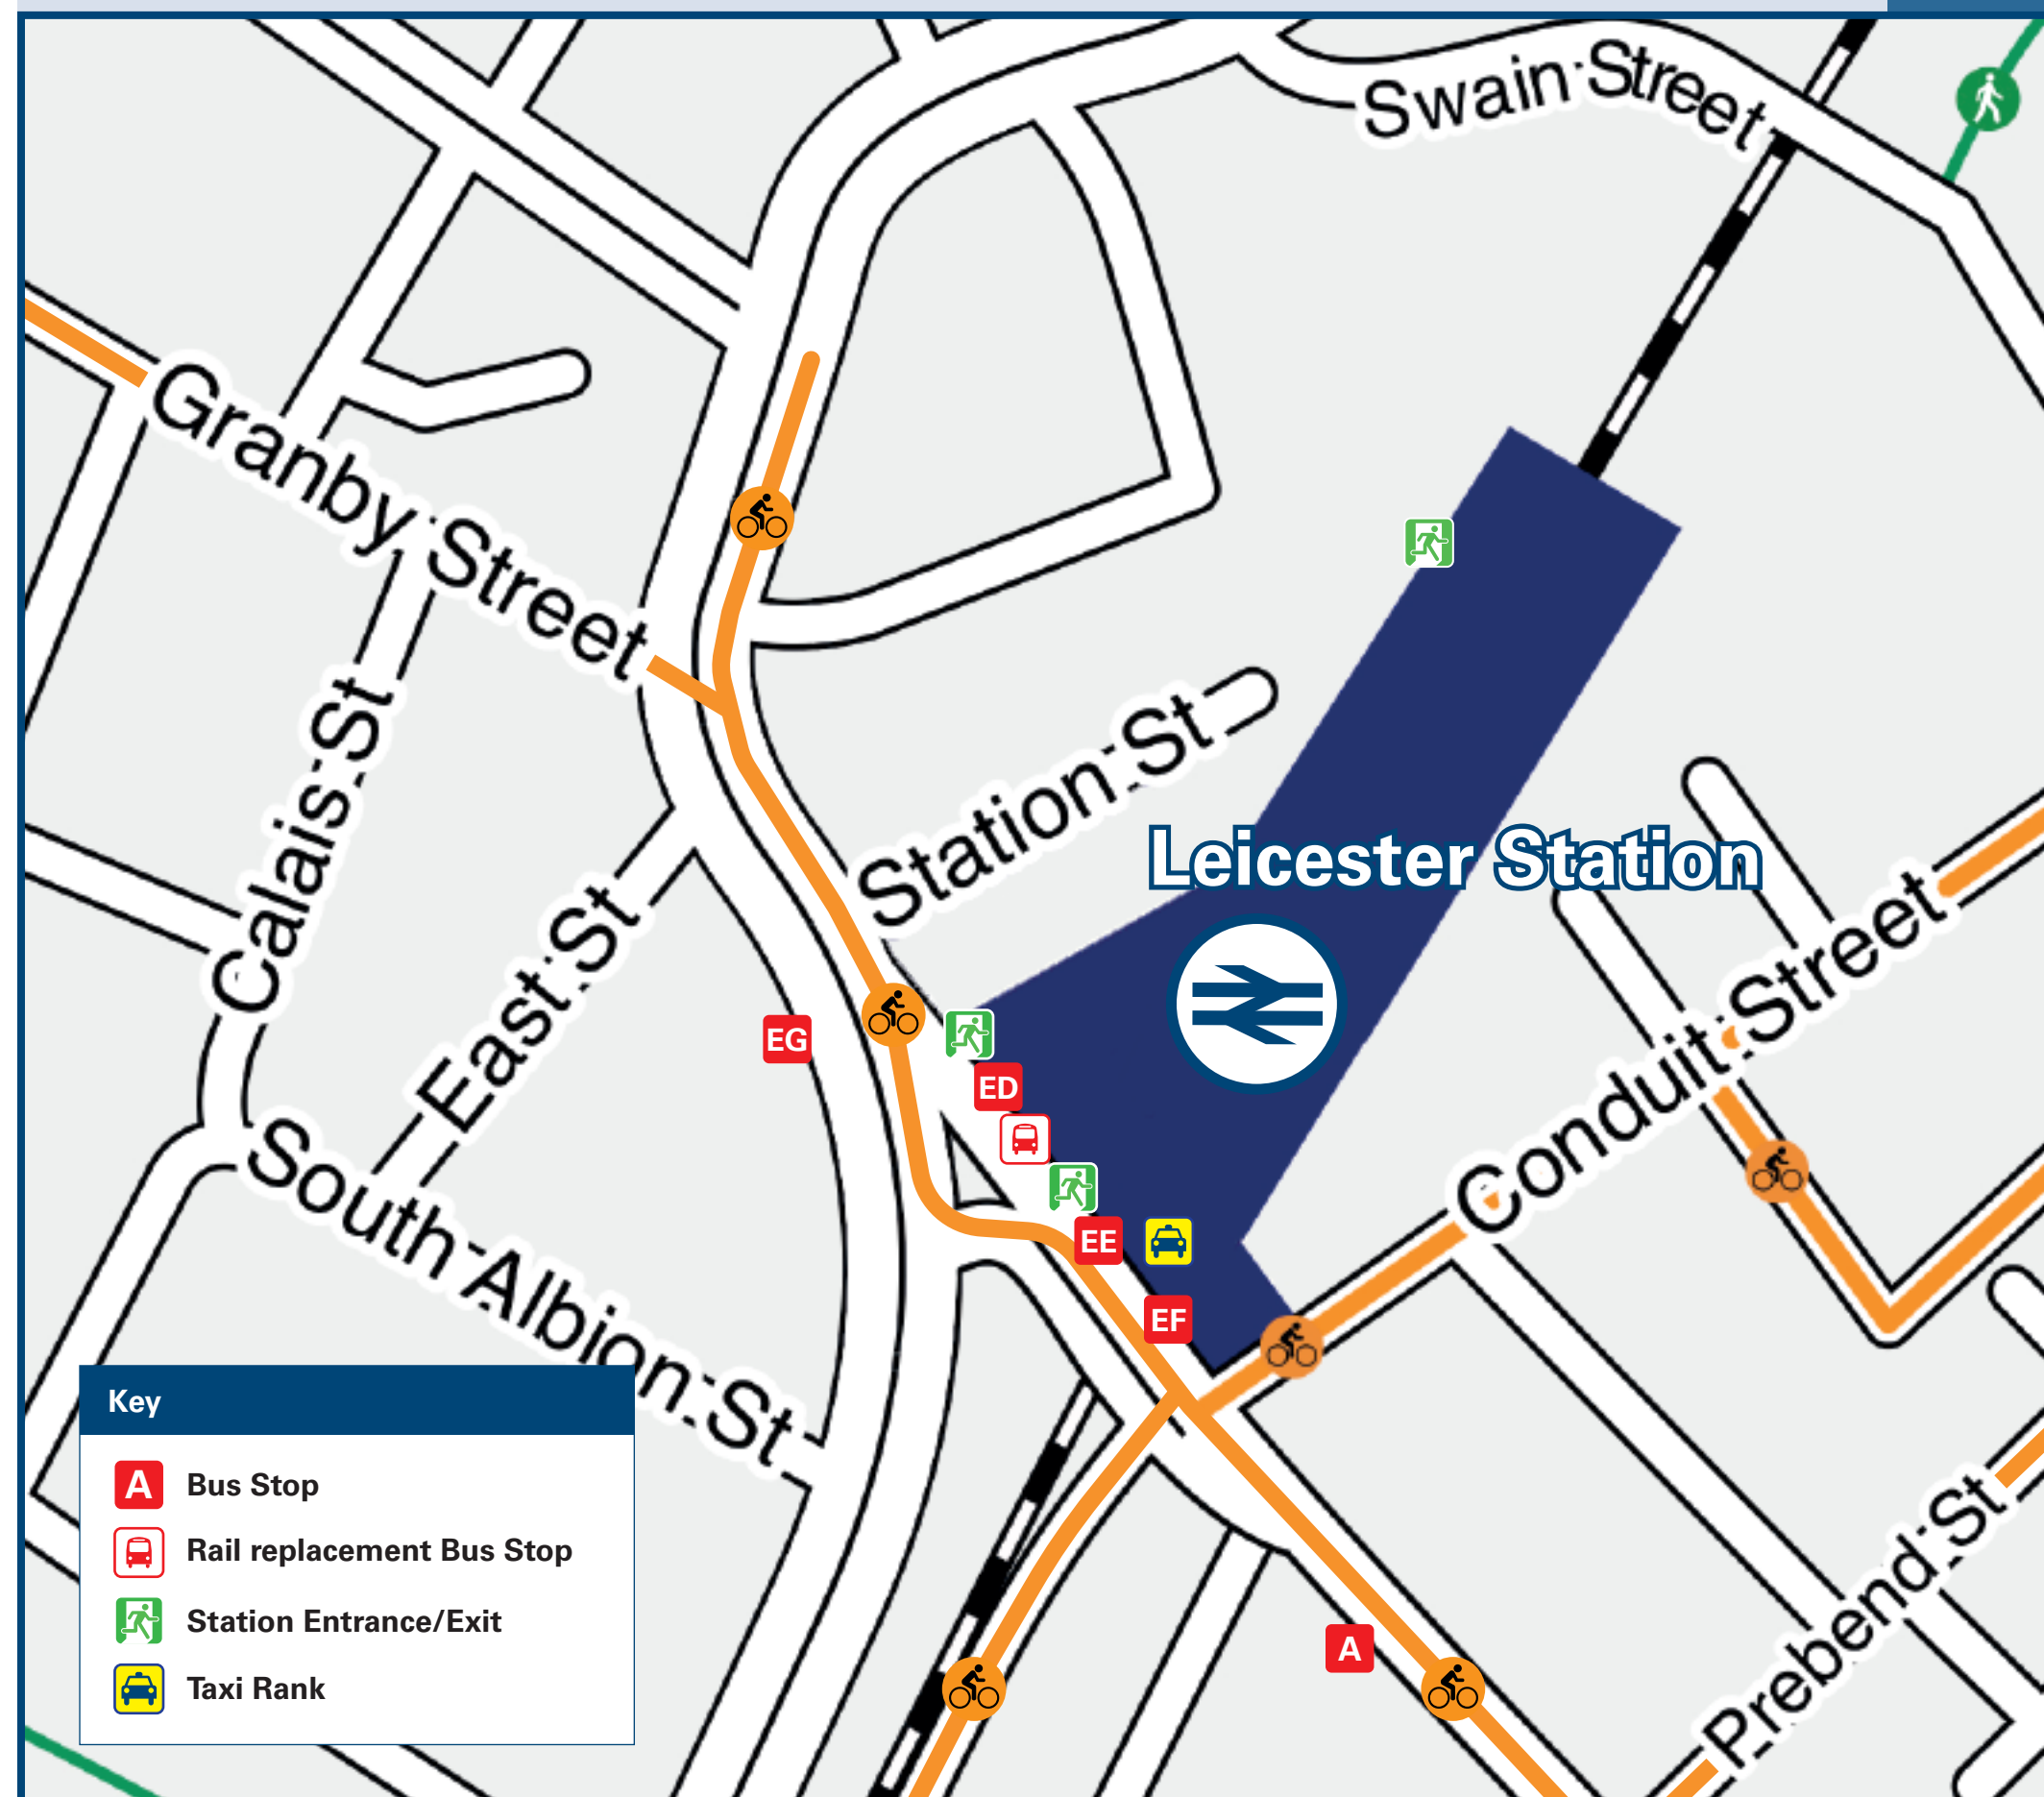 Swain Street
Granby Street
Calais St
Station St
Leicester Station
East St
Conduit Street
EG
ED
EE
EF
South Albion St
A
Prebend St
Key
A Bus Stop
Rail replacement Bus Stop
Station Entrance/Exit
Taxi Rank